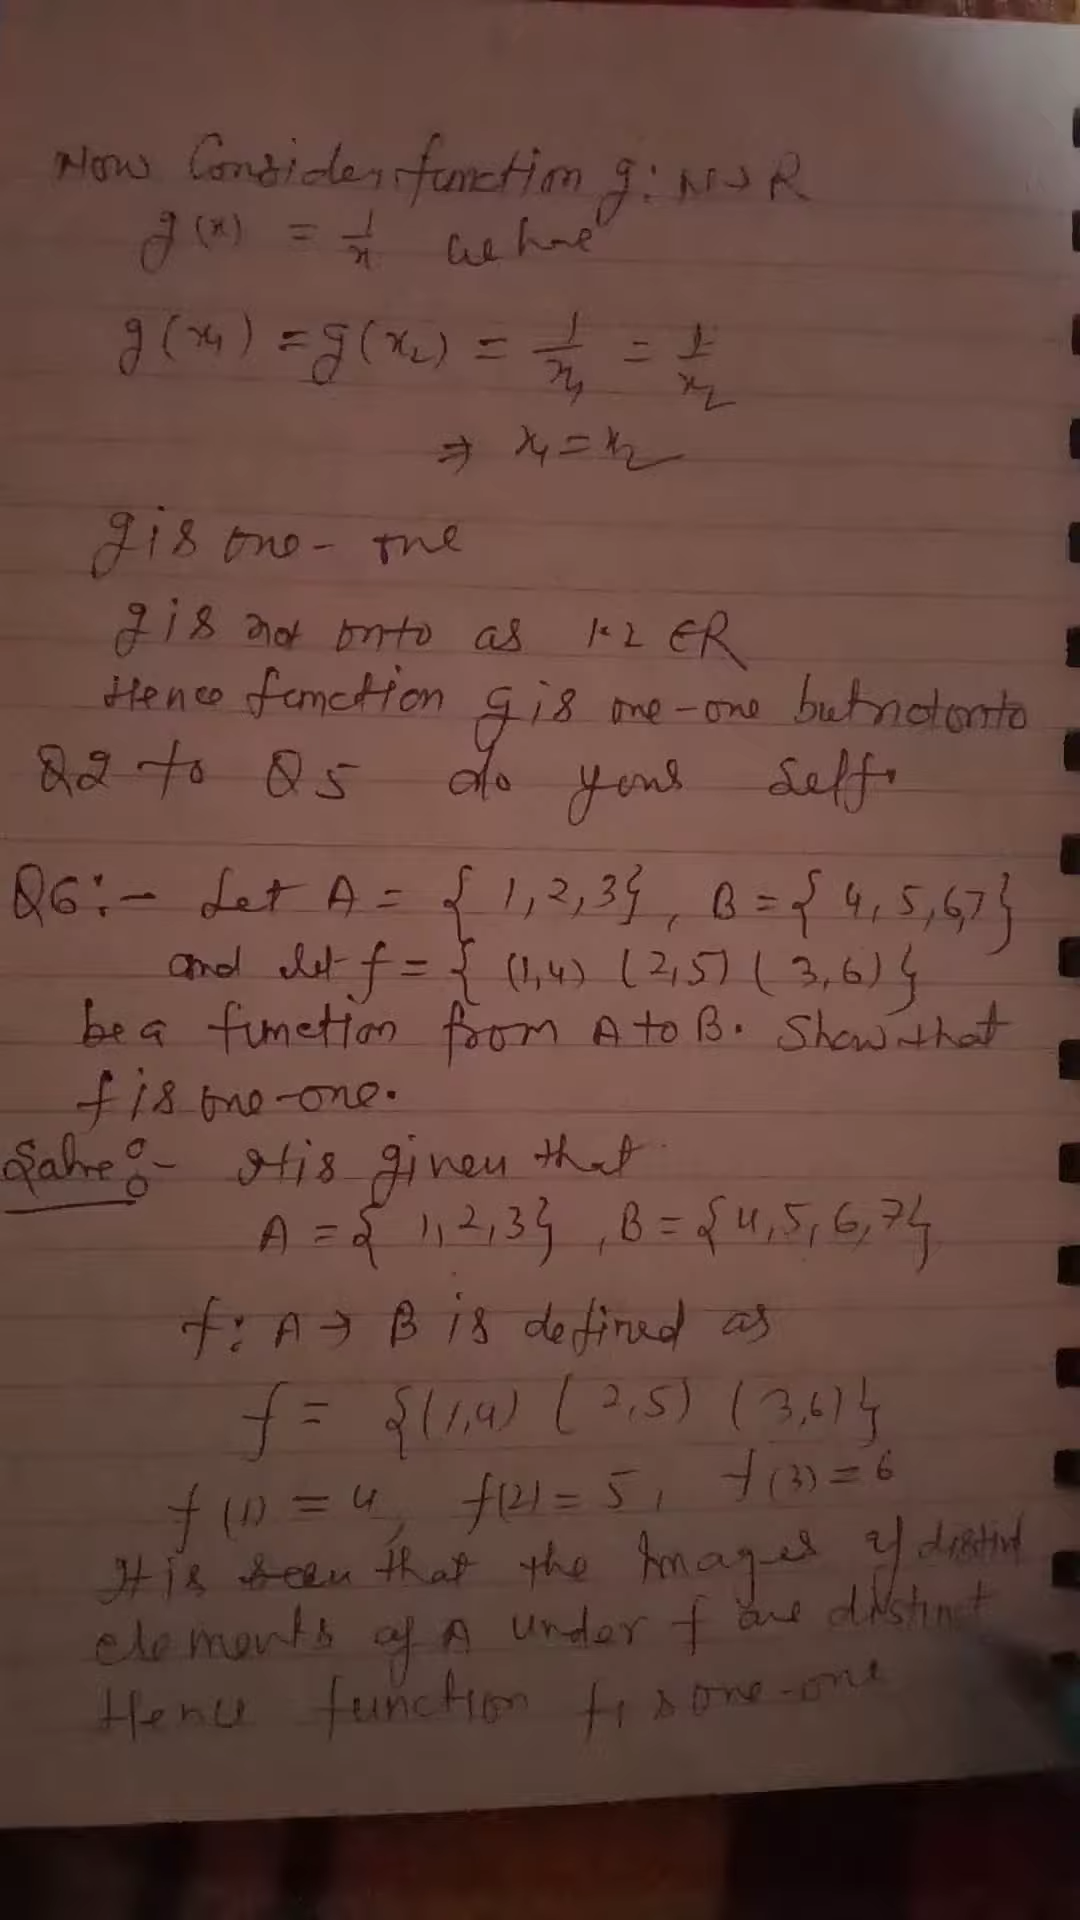 Now Consider function g: N→R
g(x) = 1/x we have
g(x₁) = g(x₂) = 1/x₁ = 1/x₂
⇒ x₁ = x₂
g is one-one
g is not onto as 1.2 ∈R
Hence function g is one-one but not onto
Q2 to Q5 do your self.
Q6:- Let A = { 1,2,3}, B = { 4, 5,6,7}
and let f = { (1,4) (2,5) ( 3,6) }
be a function from A to B. Show that
f is one-one.
Solve:- It is given that
A = { 1,2,3} , B = {4,5,6,7}
f: A → B is defined as
f = {(1,4) ( 2,5) ( 3,6)}
f(1) = 4, f(2) = 5, f(3) = 6
It is seen that the Images of distinct
elements of A under f are distinct
Hence function f is one-one